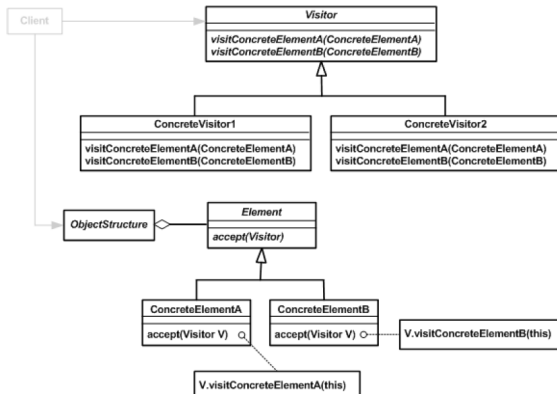 Client
Visitor
visitConcreteElementA(ConcreteElementA)
visitConcreteElementB(ConcreteElementB)
ConcreteVisitor1
visitConcreteElementA(ConcreteElementA)
visitConcreteElementB(ConcreteElementB)
ConcreteVisitor2
visitConcreteElementA(ConcreteElementA)
visitConcreteElementB(ConcreteElementB)
ObjectStructure
Element
accept(Visitor)
ConcreteElementA
accept(Visitor V)
ConcreteElementB
accept(Visitor V)
V.visitConcreteElementB(this)
V.visitConcreteElementA(this)